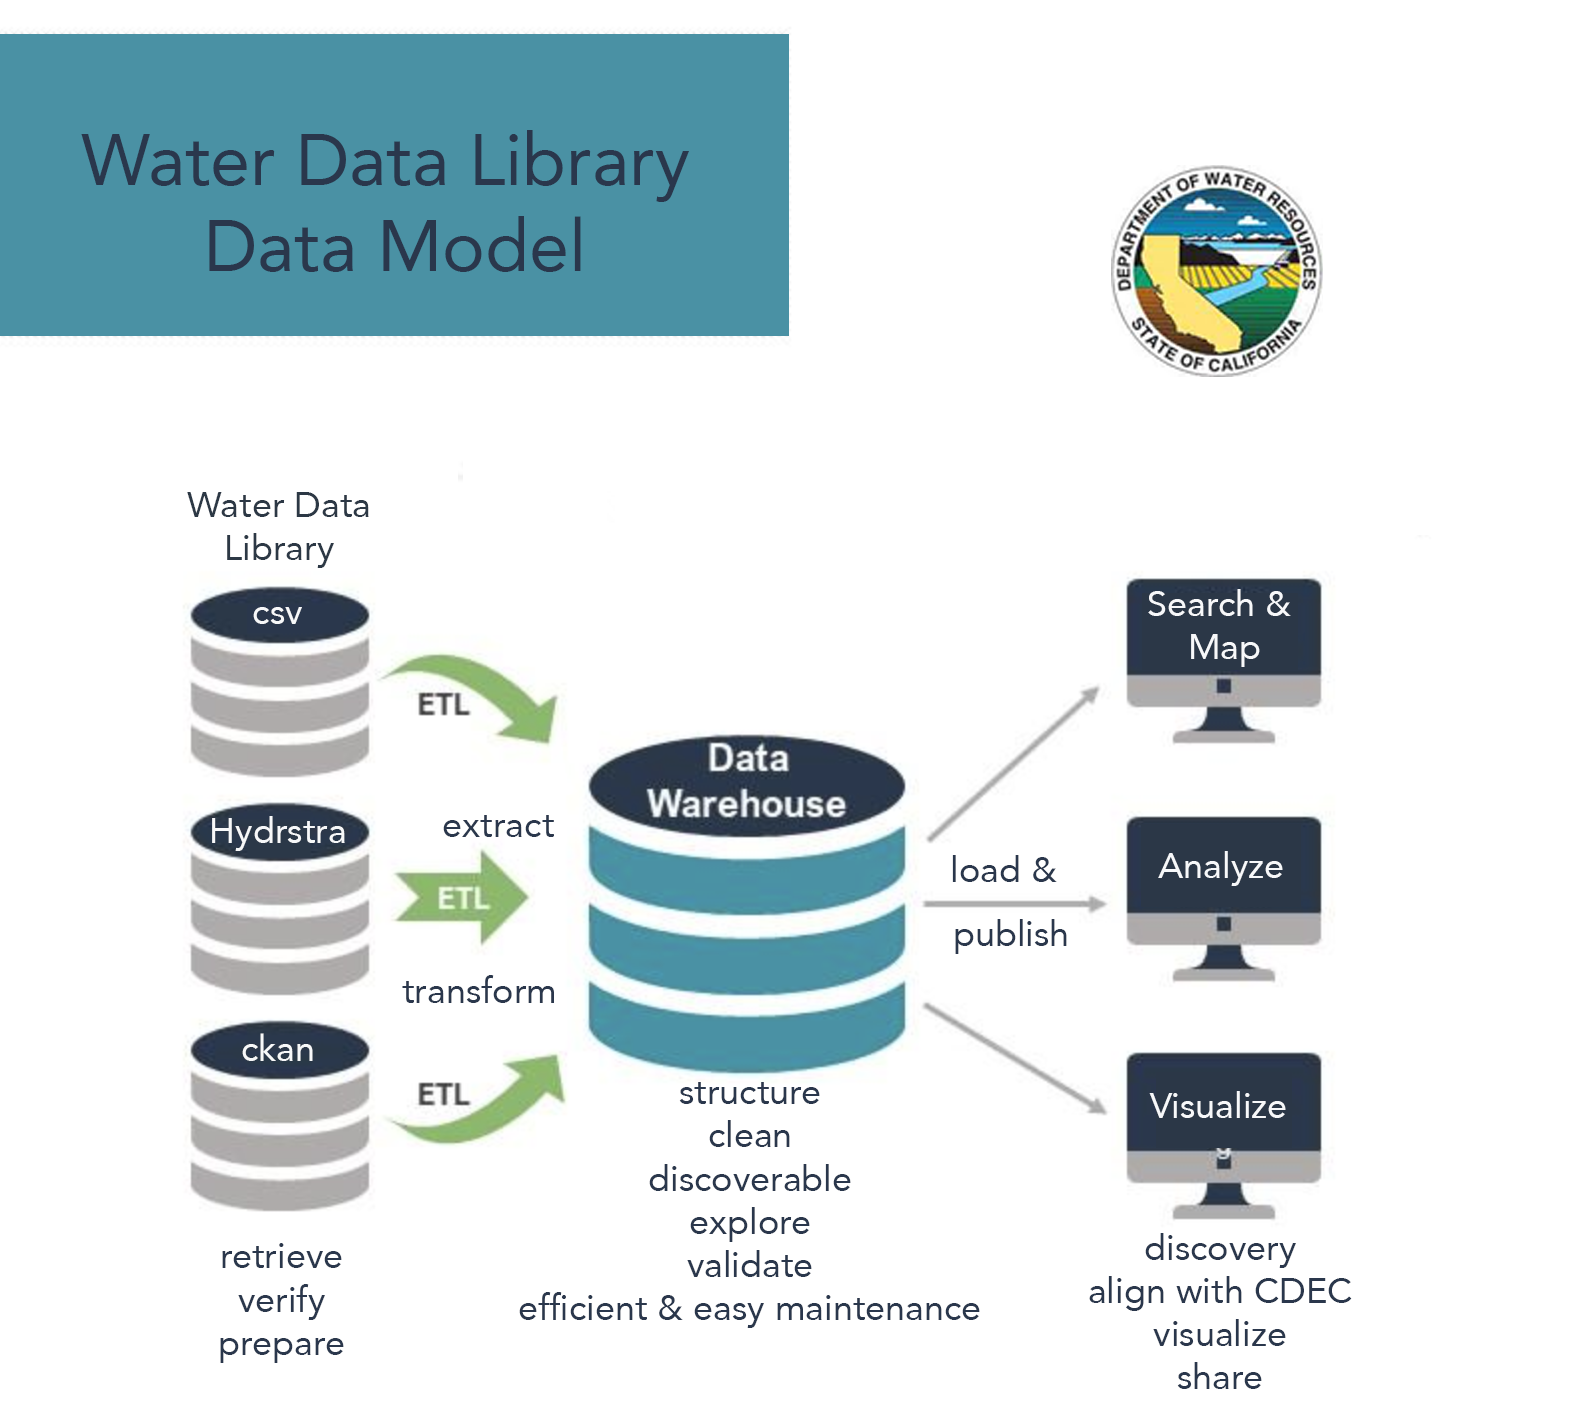 Water Data Library
Data Model
DEPARTMENT OF WATER RESOURCES
STATE OF CALIFORNIA
Water Data
Library
csv
ETL
Hydrstra
extract
ETL
transform
ckan
ETL
retrieve
verify
prepare
Data
Warehouse
structure
clean
discoverable
explore
validate
efficient & easy maintenance
load &
publish
Search &
Map
Analyze
Visualize
discovery
align with CDEC
visualize
share